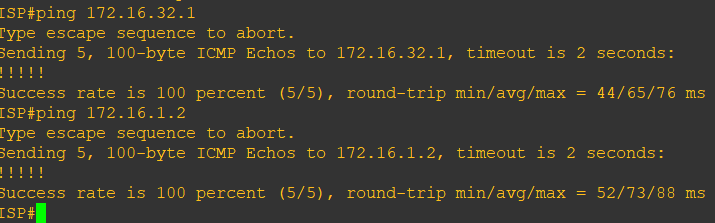 ISP#ping 172.16.32.1
Type escape sequence to abort.
Sending 5, 100-byte ICMP Echos to 172.16.32.1, timeout is 2 seconds:
!!!!!
Success rate is 100 percent (5/5), round-trip min/avg/max = 44/65/76 ms
ISP#ping 172.16.1.2
Type escape sequence to abort.
Sending 5, 100-byte ICMP Echos to 172.16.1.2, timeout is 2 seconds:
!!!!!
Success rate is 100 percent (5/5), round-trip min/avg/max = 52/73/88 ms
ISP#